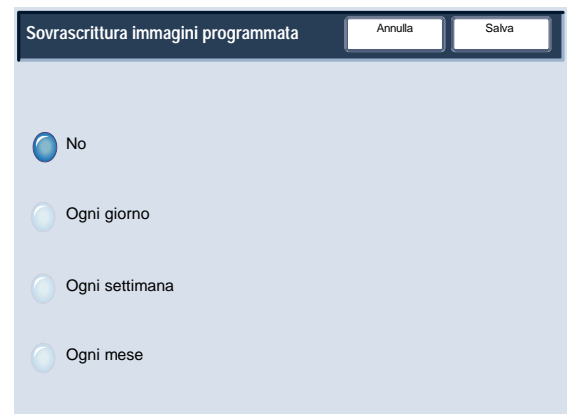 Sovrascrittura immagini programmata
Annulla
Salva
No
Ogni giorno
Ogni settimana
Ogni mese